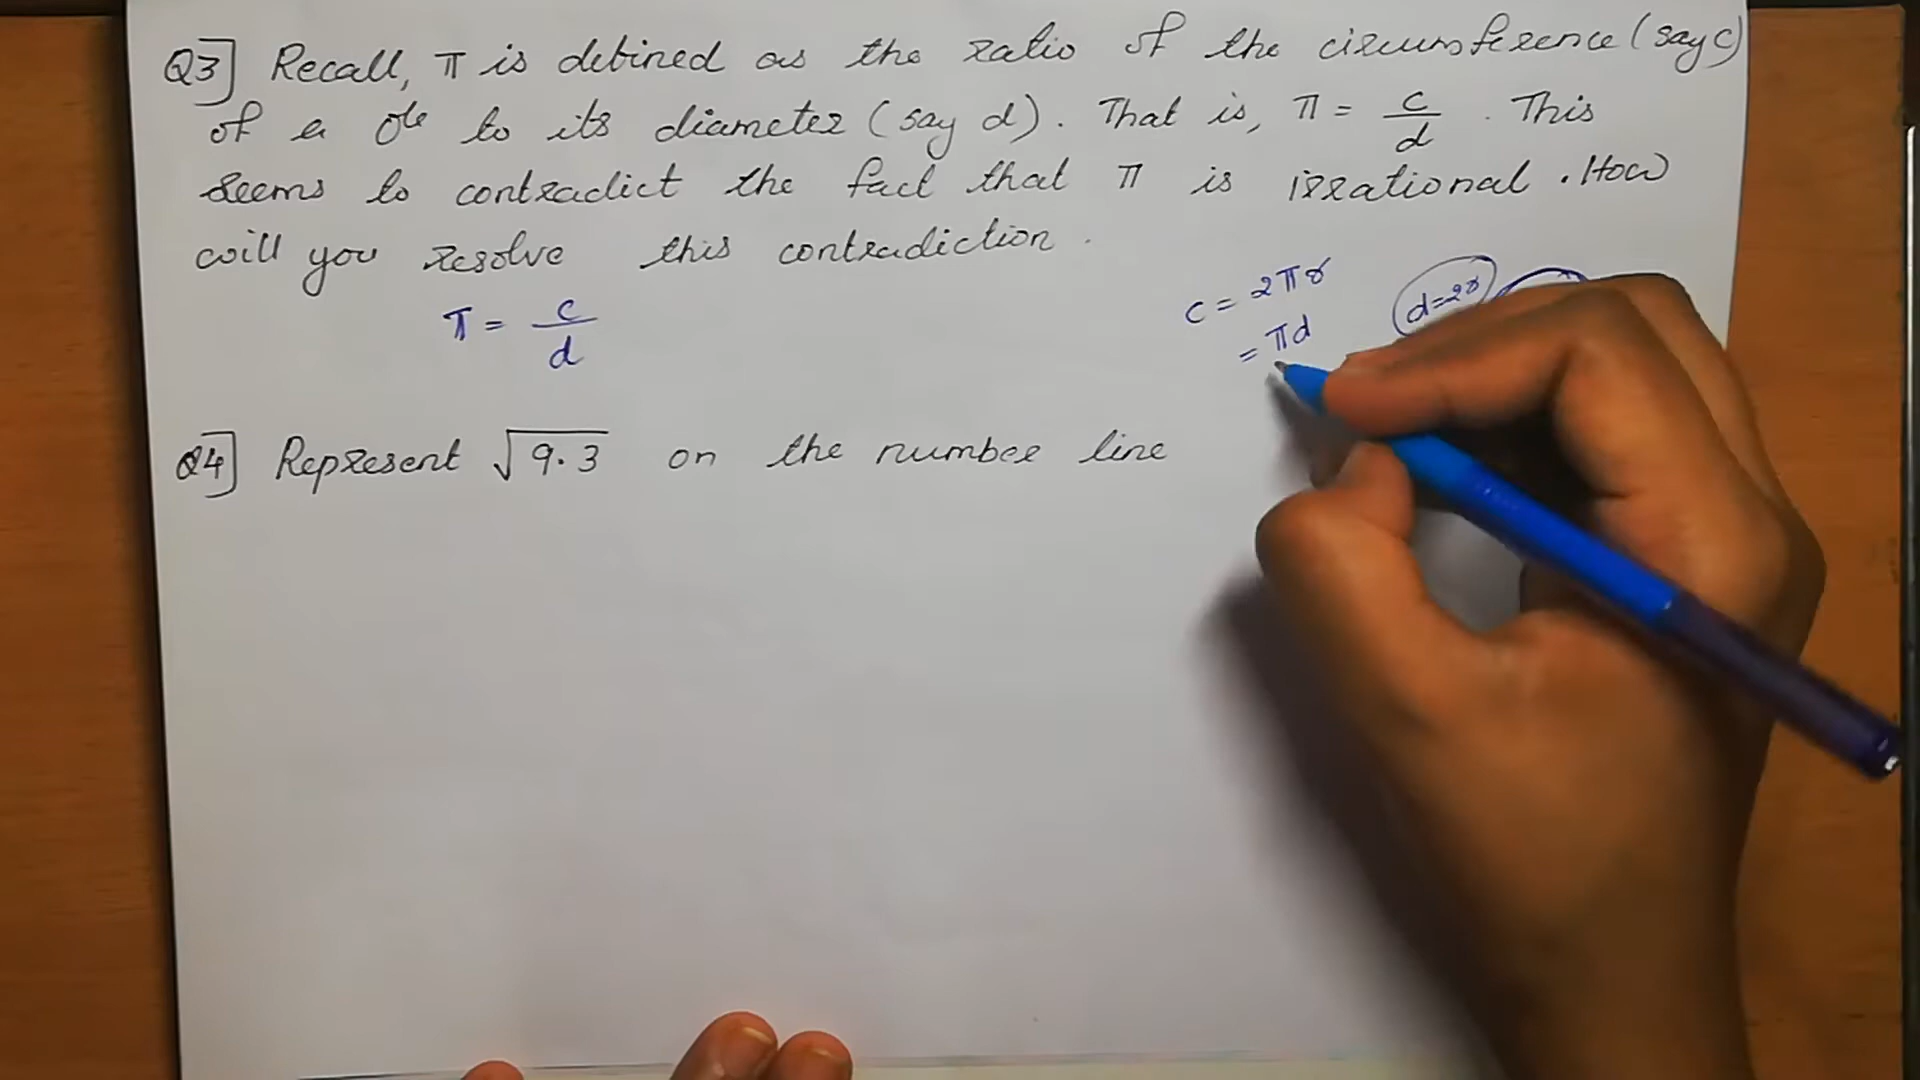 Q3] Recall, π is defined as the ratio of the circumference (say c)
of a ole to its diameter (say d). That is, π = c/d . This
seems to contradict the fact that π is irrational . How
will you resolve this contradiction .
π = c/d
c = 2πr
= πd
d=2r
Q4] Represent √9.3 on the number line